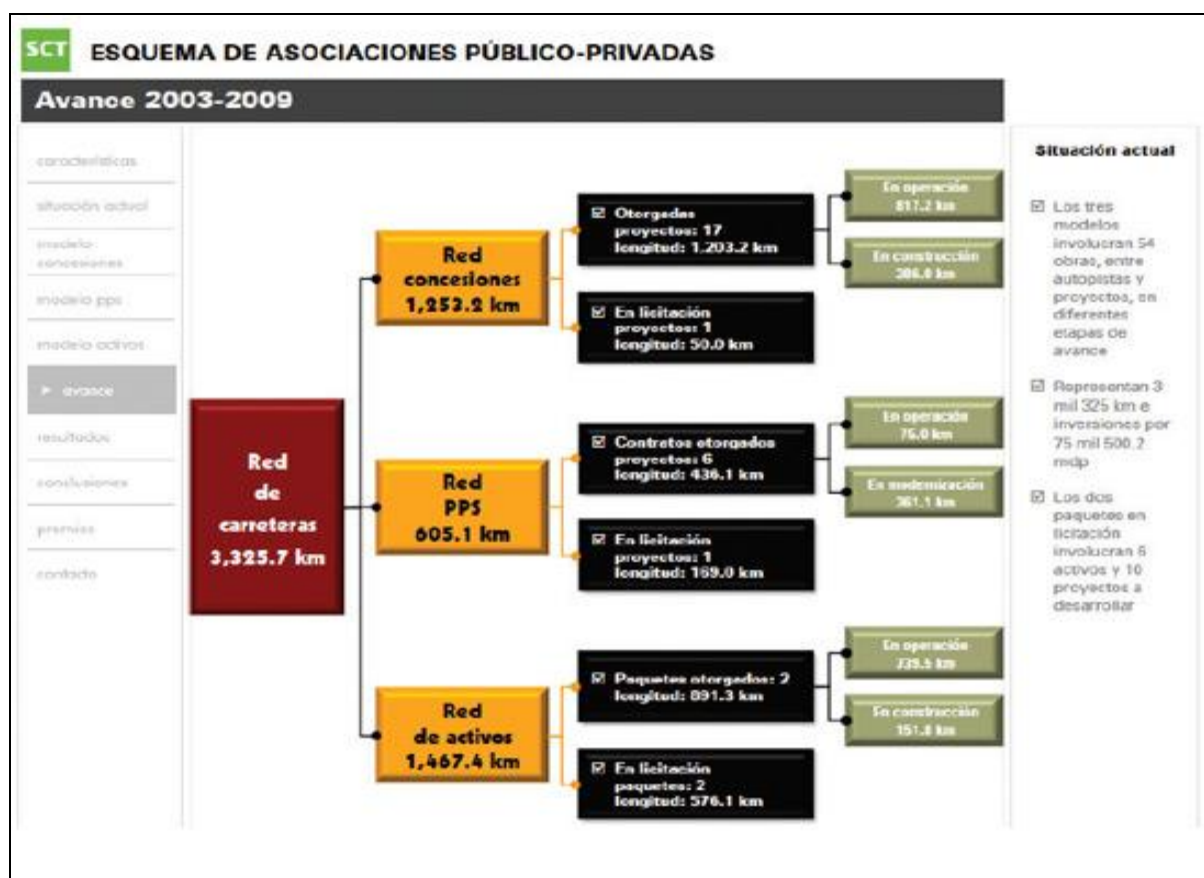 SCT ESQUEMA DE ASOCIACIONES PÚBLICO-PRIVADAS
Avance 2003-2009
características
situación actual
modelo
concesiones
modelo pps
modelo activos
► avance
resultados
conclusiones
premios
contacto
Red
de
carreteras
3,325.7 km
Red
concesiones
1,253.2 km
☑ Otorgadas
proyectos: 17
longitud: 1,203.2 km
En operación
817.2 km
En construcción
386.0 km
☑ En licitación
proyectos: 1
longitud: 50.0 km
Red
PPS
605.1 km
☑ Contratos otorgados
proyectos: 6
longitud: 436.1 km
En operación
75.0 km
En modernización
361.1 km
☑ En licitación
proyectos: 1
longitud: 169.0 km
Red
de activos
1,467.4 km
☑ Paquetes otorgados: 2
longitud: 891.3 km
En operación
739.5 km
En construcción
151.8 km
☑ En licitación
paquetes: 2
longitud: 576.1 km
Situación actual
☑ Los tres
modelos
involucran 54
obras, entre
autopistas y
proyectos, en
diferentes
etapas de
avance
☑ Representan 3
mil 325 km e
inversiones por
75 mil 500.2
mdp
☑ Los dos
paquetes en
licitación
involucran 6
activos y 10
proyectos a
desarrollar